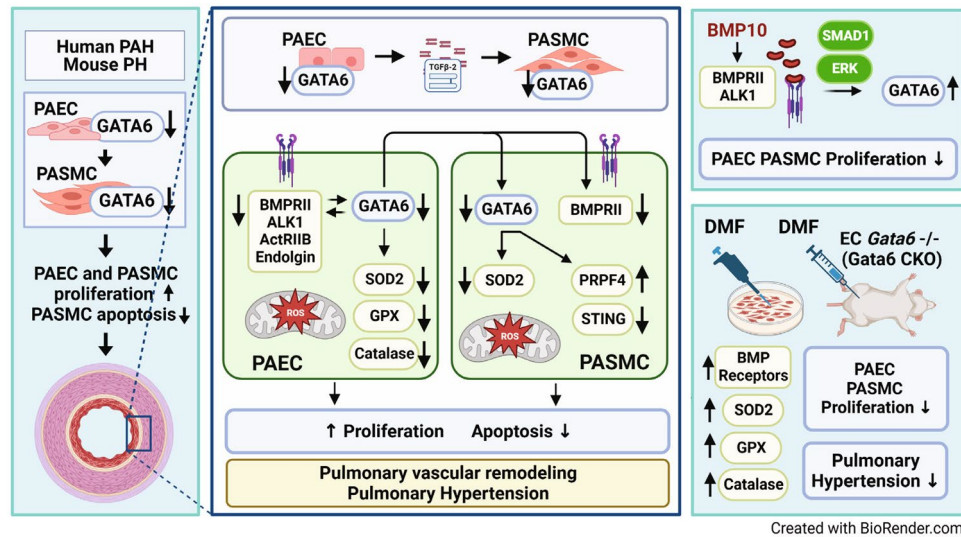 Human PAH
Mouse PH
PAEC
GATA6
PASMC
GATA6
PAEC and PASMC
proliferation ↑
PASMC apoptosis ↓
PAEC
GATA6
TGFβ-2
PASMC
GATA6
BMPRII
ALK1
ActRIIB
Endolgin
GATA6
SOD2
GPX
Catalase
ROS
PAEC
GATA6
BMPRII
SOD2
PRPF4
STING
ROS
PASMC
↑ Proliferation Apoptosis ↓
Pulmonary vascular remodeling
Pulmonary Hypertension
BMP10
BMPRII
ALK1
SMAD1
ERK
GATA6
PAEC PASMC Proliferation ↓
DMF
DMF
EC Gata6 -/-
(Gata6 CKO)
BMP
Receptors
SOD2
GPX
Catalase
PAEC
PASMC
Proliferation ↓
Pulmonary
Hypertension ↓
Created with BioRender.com